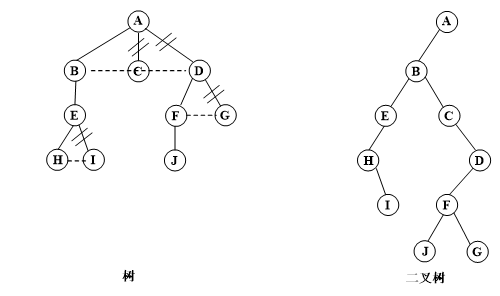 A A
B C D B
E F G E C
H I J H D
I F
J G
树 二叉树